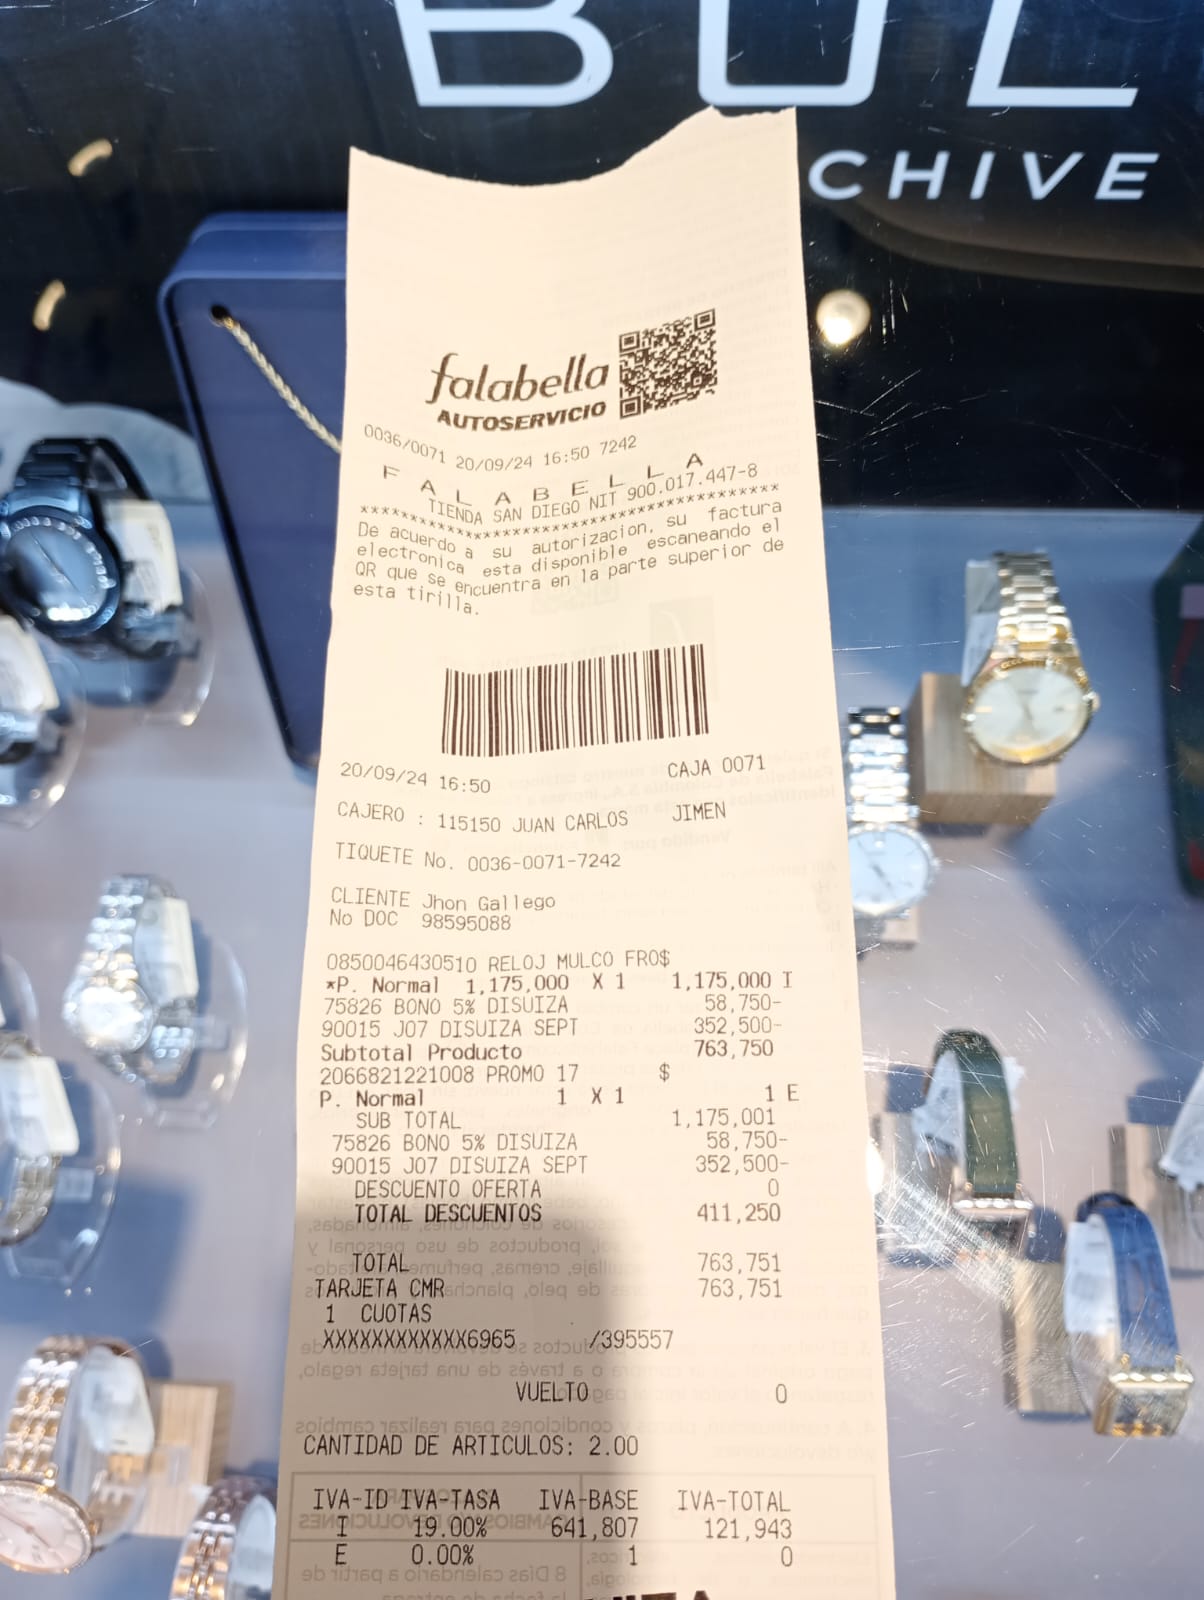 CHIVE
falabella
AUTOSERVICIO
0036/0071 20/09/24 16:50 7242
F A L A B E L L A
TIENDA SAN DIEGO NIT 900.017.447-8
****************************************
De acuerdo a su autorizacion, su factura
electronica esta disponible escaneando el
QR que se encuentra en la parte superior de
esta tirilla.
20/09/24 16:50 CAJA 0071
CAJERO : 115150 JUAN CARLOS JIMEN
TIQUETE No. 0036-0071-7242
CLIENTE Jhon Gallego
No DOC 98595088
0850046430510 RELOJ MULCO FRO$
*P. Normal 1,175,000 X 1 1,175,000 I
75826 BONO 5% DISUIZA 58,750-
90015 J07 DISUIZA SEPT 352,500-
Subtotal Producto 763,750
2066821221008 PROMO 17 $
P. Normal 1 X 1 1 E
SUB TOTAL 1,175,001
75826 BONO 5% DISUIZA 58,750-
90015 J07 DISUIZA SEPT 352,500-
DESCUENTO OFERTA 0
TOTAL DESCUENTOS 411,250
TOTAL 763,751
TARJETA CMR 763,751
1 CUOTAS
XXXXXXXXXXXX6965 /395557
VUELTO 0
CANTIDAD DE ARTICULOS: 2.00
IVA-ID IVA-TASA IVA-BASE IVA-TOTAL
I 19.00% 641,807 121,943
E 0.00% 1 0